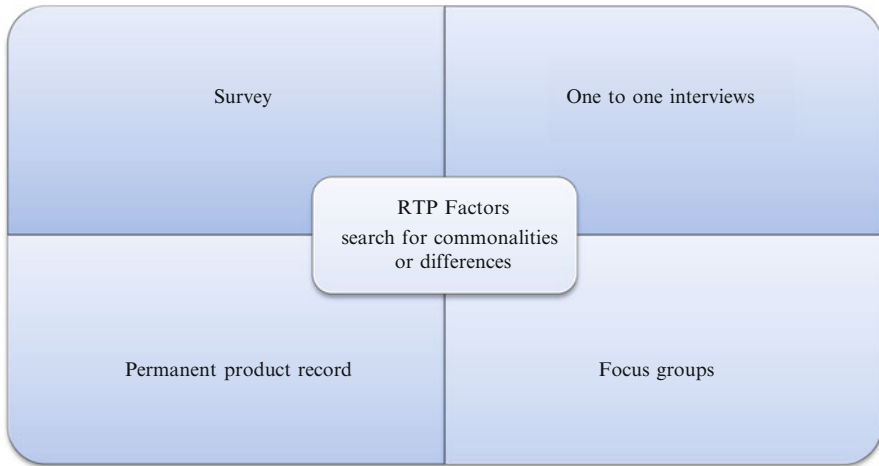 Survey
One to one interviews
RTP Factors
search for commonalities
or differences
Permanent product record
Focus groups